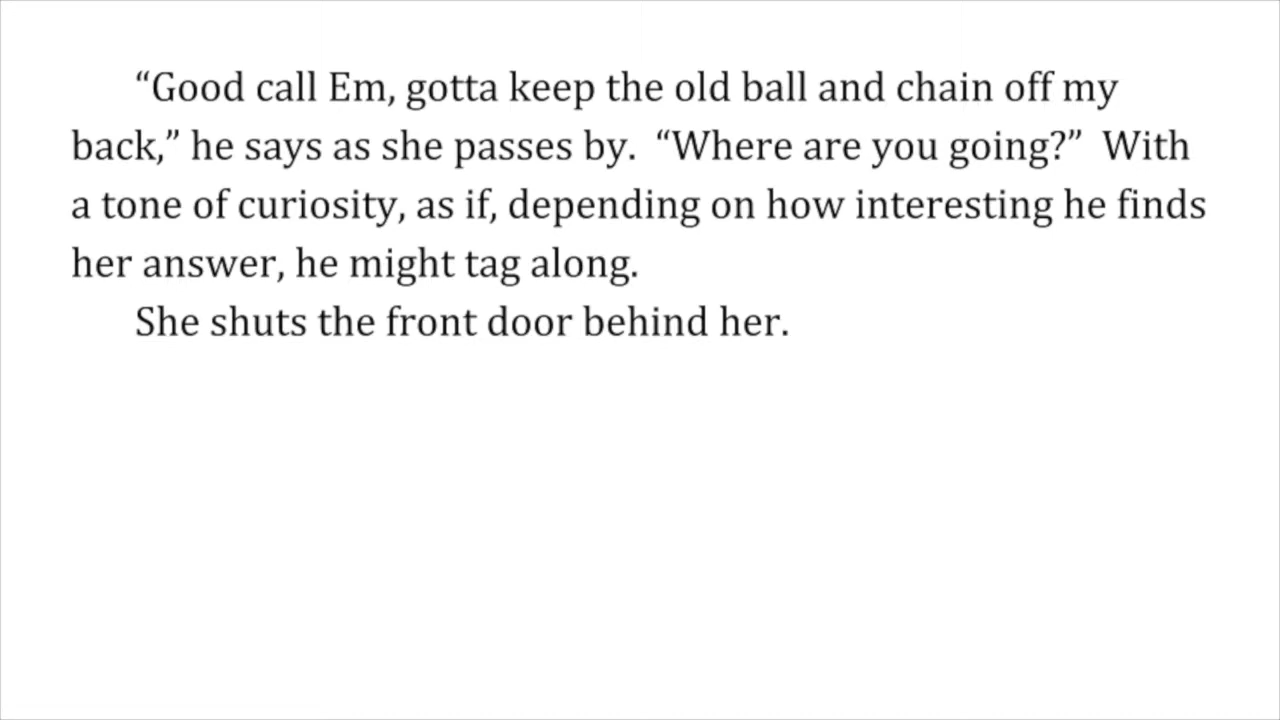 “Good call Em, gotta keep the old ball and chain off my
back,” he says as she passes by.  “Where are you going?”  With
a tone of curiosity, as if, depending on how interesting he finds
her answer, he might tag along.
She shuts the front door behind her.